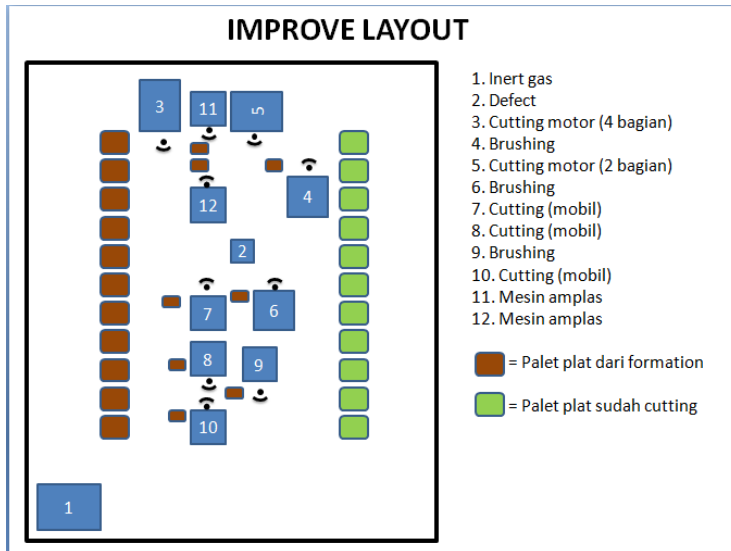 IMPROVE LAYOUT
3
11
5
12
4
2
7
6
8
9
10
1
1. Inert gas
2. Defect
3. Cutting motor (4 bagian)
4. Brushing
5. Cutting motor (2 bagian)
6. Brushing
7. Cutting (mobil)
8. Cutting (mobil)
9. Brushing
10. Cutting (mobil)
11. Mesin amplas
12. Mesin amplas
= Palet plat dari formation
= Palet plat sudah cutting